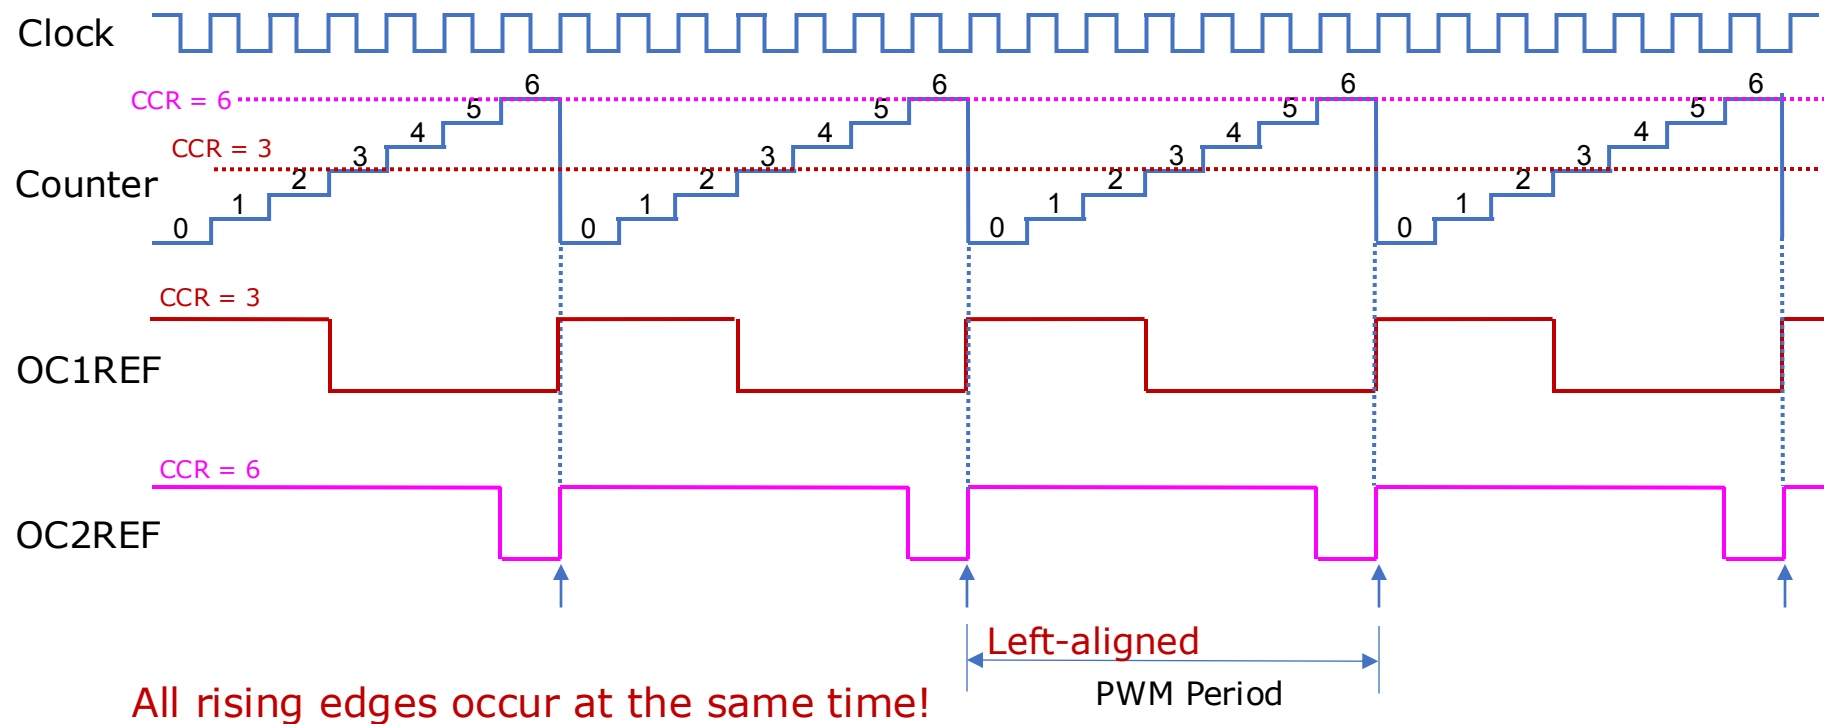 Clock
CCR = 6
6 6 6 6
5 5 5 5
4 4 4 4
CCR = 3
3 3 3 3
Counter
2 2 2 2
1 1 1 1
0 0 0 0
CCR = 3
OC1REF
CCR = 6
OC2REF
Left-aligned
PWM Period
All rising edges occur at the same time!